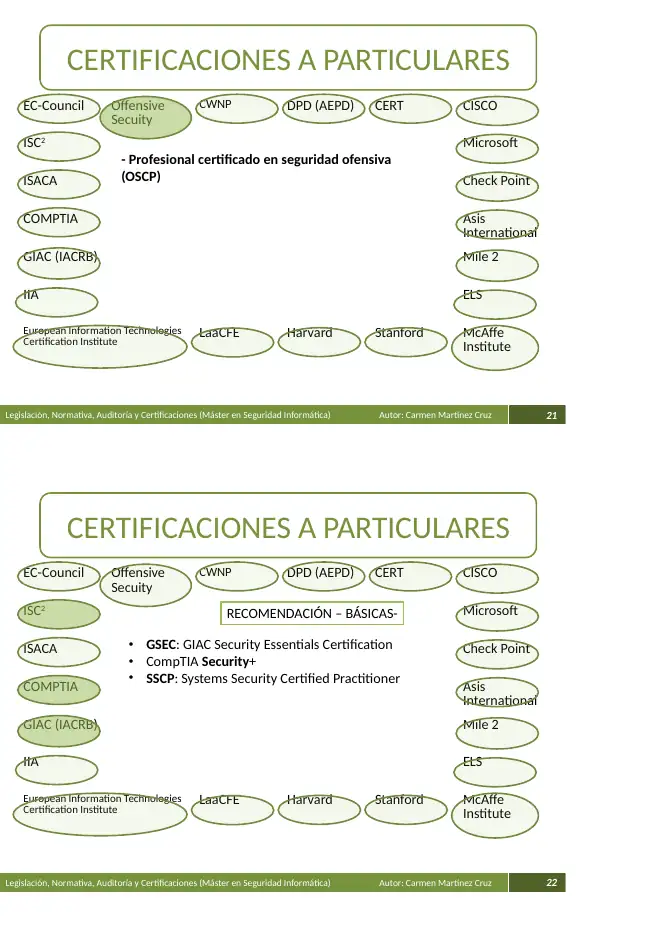 CERTIFICACIONES A PARTICULARES
EC-Council
Offensive
Secuity
CWNP
DPD (AEPD)
CERT
CISCO
ISC²
Microsoft
- Profesional certificado en seguridad ofensiva
(OSCP)
ISACA
Check Point
COMPTIA
Asis
International
GIAC (IACRB)
Mile 2
IIA
ELS
European Information Technologies
Certification Institute
LaaCFE
Harvard
Stanford
McAffe
Institute
Legislación, Normativa, Auditoría y Certificaciones (Máster en Seguridad Informática)
Autor: Carmen Martínez Cruz
21
CERTIFICACIONES A PARTICULARES
EC-Council
Offensive
Secuity
CWNP
DPD (AEPD)
CERT
CISCO
ISC²
RECOMENDACIÓN – BÁSICAS-
Microsoft
• GSEC: GIAC Security Essentials Certification
• CompTIA Security+
• SSCP: Systems Security Certified Practitioner
ISACA
Check Point
COMPTIA
Asis
International
GIAC (IACRB)
Mile 2
IIA
ELS
European Information Technologies
Certification Institute
LaaCFE
Harvard
Stanford
McAffe
Institute
Legislación, Normativa, Auditoría y Certificaciones (Máster en Seguridad Informática)
Autor: Carmen Martínez Cruz
22